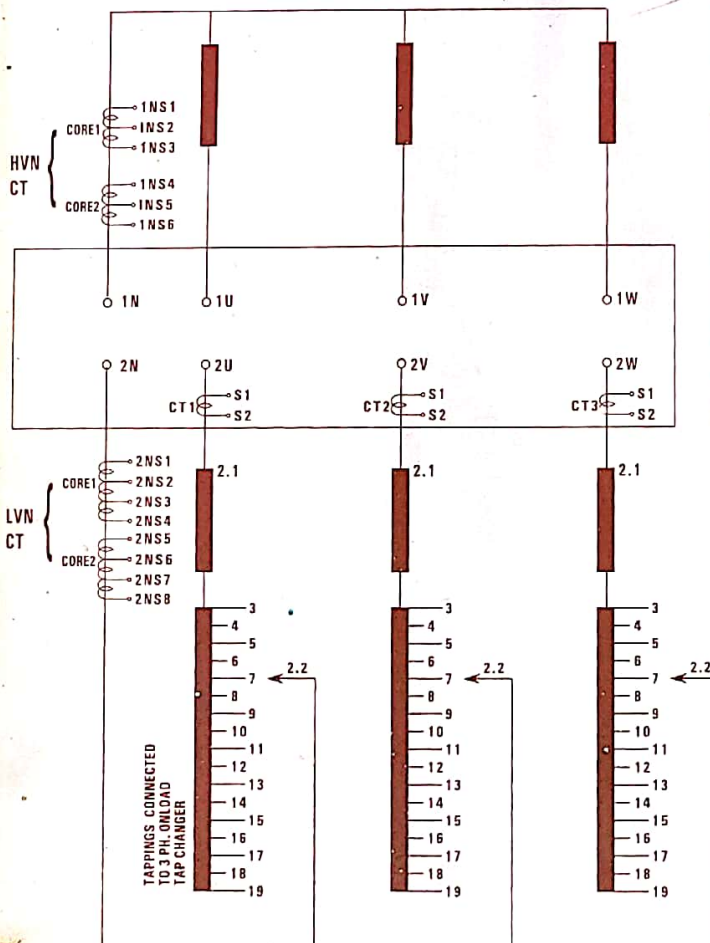 1NS1
CORE1
INS2
1NS3
HVN
CT
1NS4
CORE2
INS5
1NS6
1N 1U 1V 1W
2N 2U 2V 2W
CT1 S1 S2
CT2 S1 S2
CT3 S1 S2
2NS1
CORE1
2NS2
2NS3
2NS4
LVN
CT
2NS5
CORE2
2NS6
2NS7
2NS8
2.1 2.1 2.1
3 3 3
4 4 4
5 5 5
6 6 6
2.2 2.2 2.2
7 7 7
8 8 8
9 9 9
10 10 10
11 11 11
12 12 12
13 13 13
14 14 14
15 15 15
16 16 16
17 17 17
18 18 18
19 19 19
TAPPINGS CONNECTED
TO 3 PH. ONLOAD
TAP CHANGER